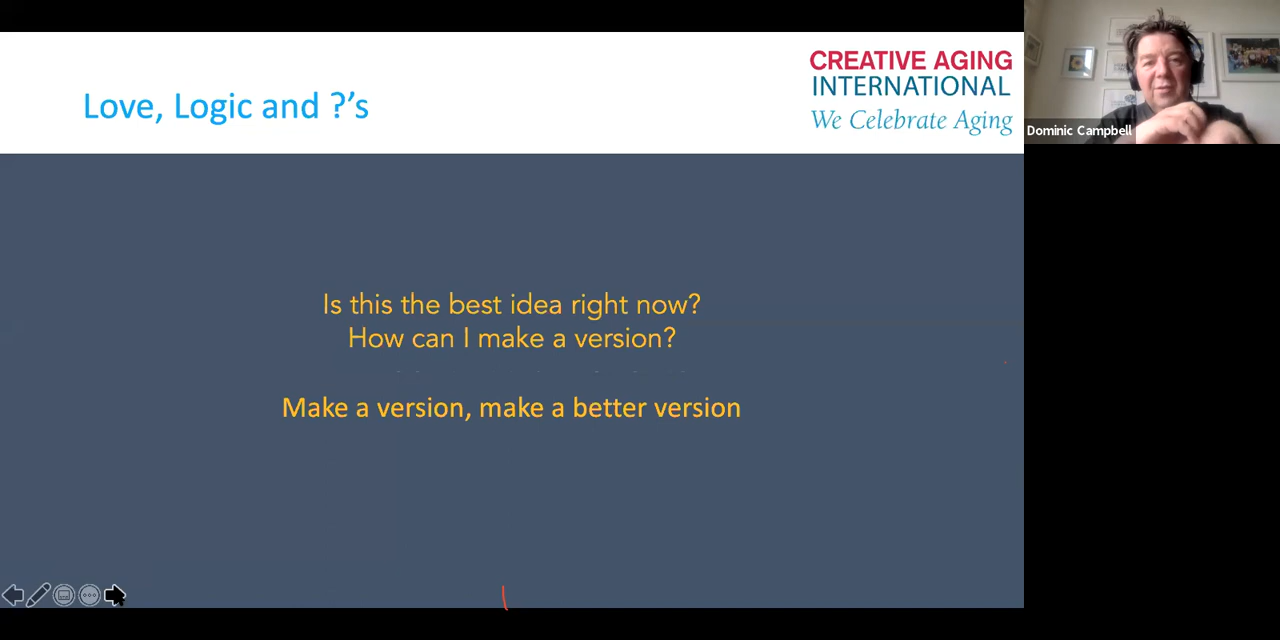 Love, Logic and ?'s
CREATIVE AGING
INTERNATIONAL
We Celebrate Aging
Dominic Campbell
Is this the best idea right now?
How can I make a version?
Make a version, make a better version